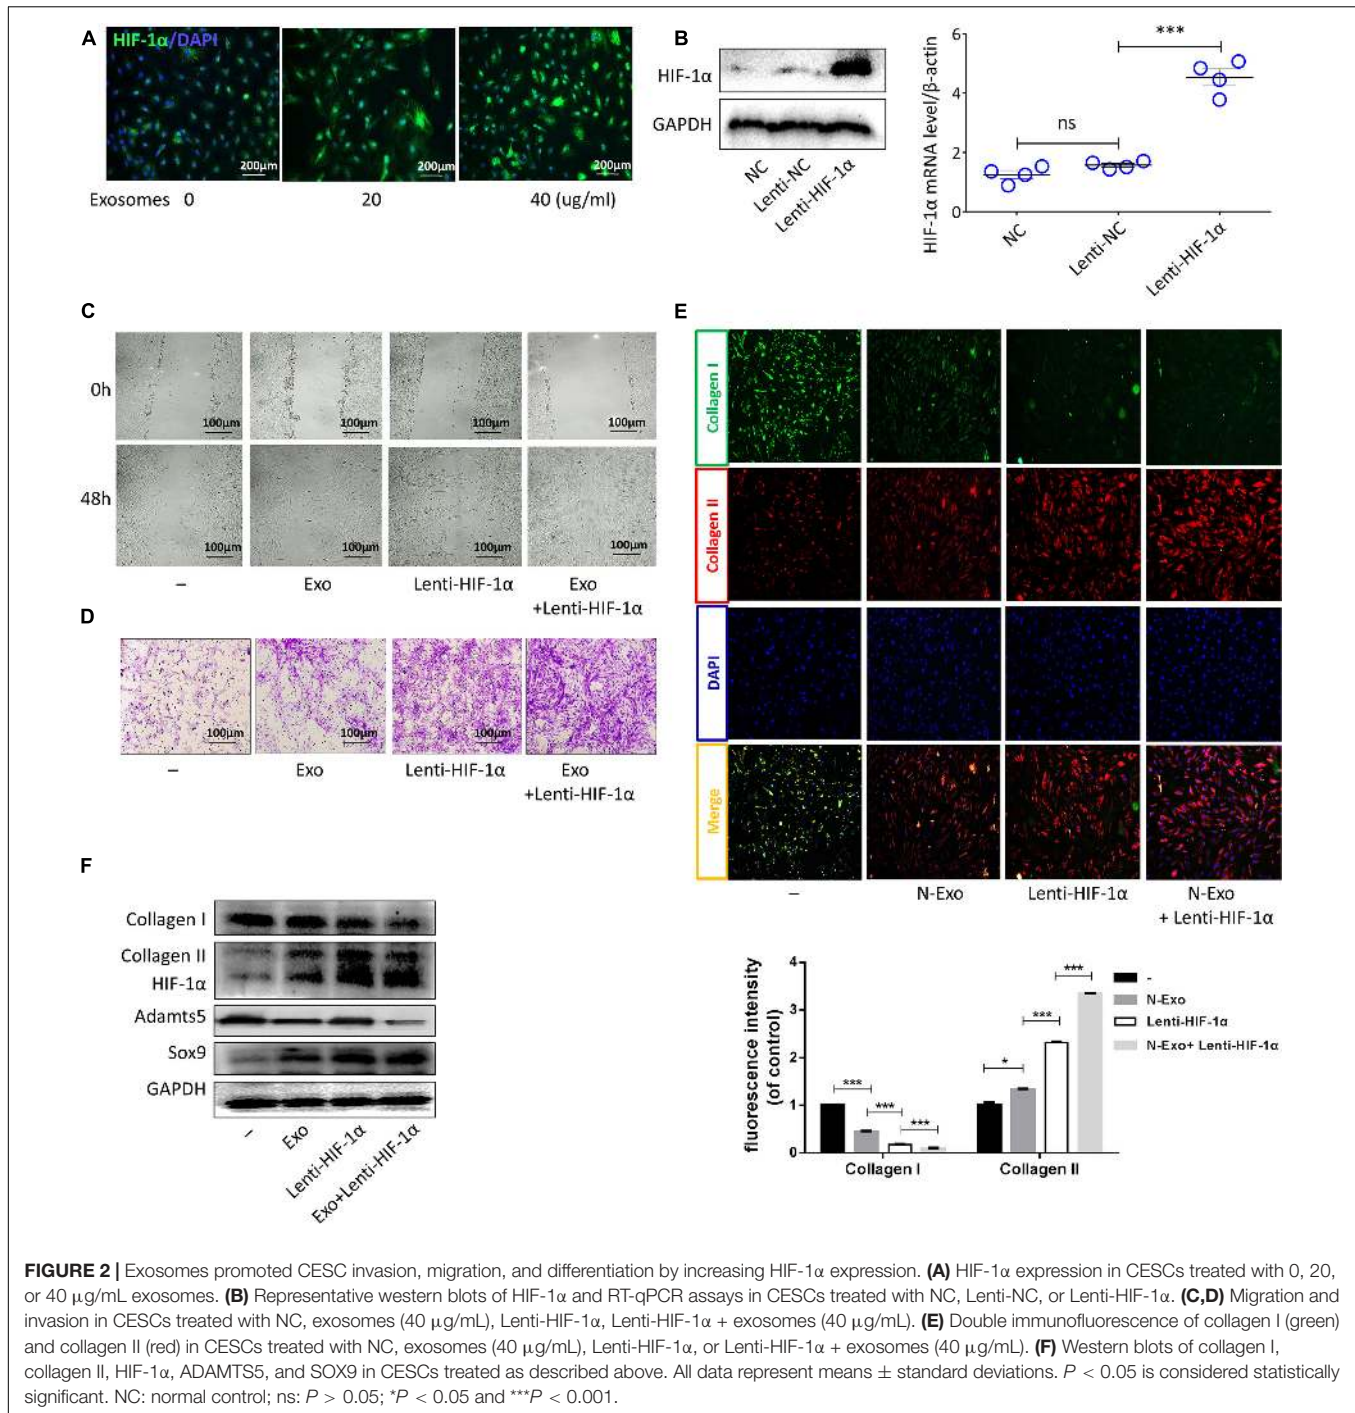 A
HIF-1α/DAPI
200μm
200μm
200μm
Exosomes 0
20
40 (ug/ml)
B
HIF-1α
GAPDH
NC
Lenti-NC
Lenti-HIF-1α
HIF-1α mRNA level/β-actin
6
4
2
0
ns
***
NC
Lenti-NC
Lenti-HIF-1α
C
0h
100μm
100μm
100μm
100μm
48h
100μm
100μm
100μm
100μm
–
Exo
Lenti-HIF-1α
Exo
+Lenti-HIF-1α
D
100μm
100μm
100μm
100μm
–
Exo
Lenti-HIF-1α
Exo
+Lenti-HIF-1α
E
Collagen I
Collagen II
DAPI
Merge
–
N-Exo
Lenti-HIF-1α
N-Exo
+ Lenti-HIF-1α
fluorescence intensity
(of control)
4
3
2
1
0
***
***
***
*
***
***
Collagen I
Collagen II
-
N-Exo
Lenti-HIF-1α
N-Exo+ Lenti-HIF-1α
F
Collagen I
Collagen II
HIF-1α
Adamts5
Sox9
GAPDH
–
Exo
Lenti-HIF-1α
Exo+Lenti-HIF-1α
FIGURE 2 | Exosomes promoted CESC invasion, migration, and differentiation by increasing HIF-1α expression. (A) HIF-1α expression in CESCs treated with 0, 20,
or 40 μg/mL exosomes. (B) Representative western blots of HIF-1α and RT-qPCR assays in CESCs treated with NC, Lenti-NC, or Lenti-HIF-1α. (C,D) Migration and
invasion in CESCs treated with NC, exosomes (40 μg/mL), Lenti-HIF-1α, Lenti-HIF-1α + exosomes (40 μg/mL). (E) Double immunofluorescence of collagen I (green)
and collagen II (red) in CESCs treated with NC, exosomes (40 μg/mL), Lenti-HIF-1α, or Lenti-HIF-1α + exosomes (40 μg/mL). (F) Western blots of collagen I,
collagen II, HIF-1α, ADAMTS5, and SOX9 in CESCs treated as described above. All data represent means ± standard deviations. P < 0.05 is considered statistically
significant. NC: normal control; ns: P > 0.05; *P < 0.05 and ***P < 0.001.